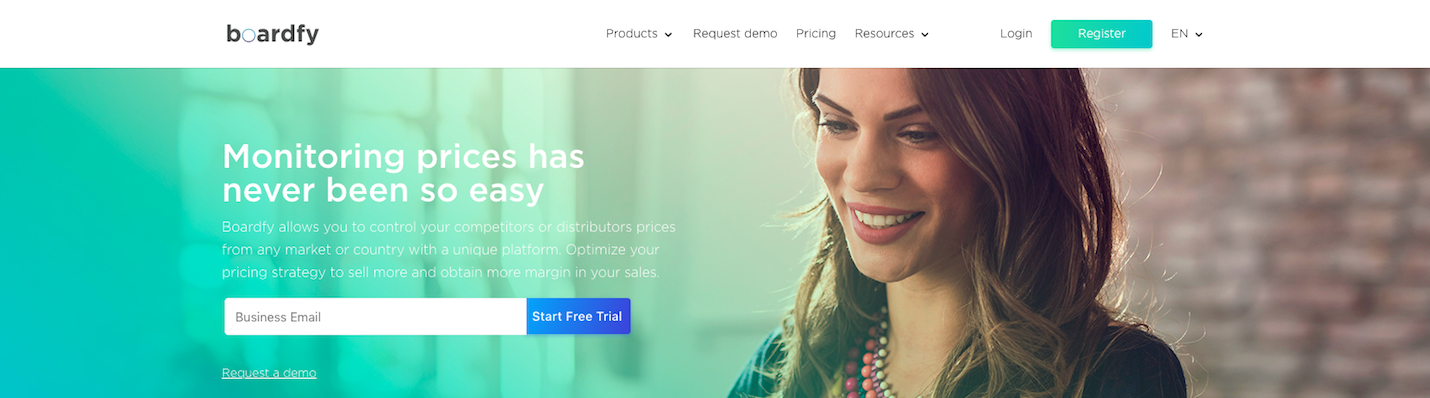 boardfy
Products
Request demo
Pricing
Resources
Login
Register
EN
Monitoring prices has
never been so easy
Boardfy allows you to control your competitors or distributors prices
from any market or country with a unique platform. Optimize your
pricing strategy to sell more and obtain more margin in your sales.
Business Email
Start Free Trial
Request a demo